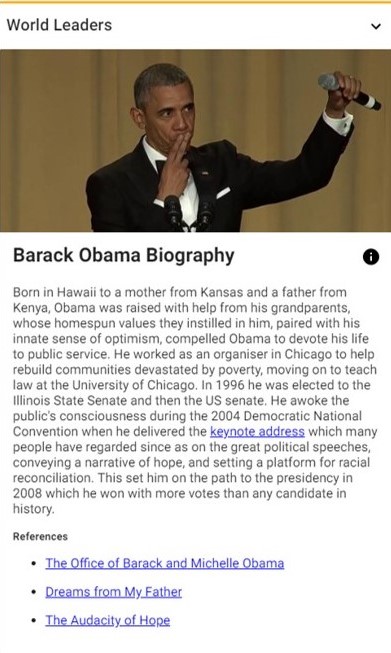 World Leaders
Barack Obama Biography
Born in Hawaii to a mother from Kansas and a father from
Kenya, Obama was raised with help from his grandparents,
whose homespun values they instilled in him, paired with his
innate sense of optimism, compelled Obama to devote his life
to public service. He worked as an organiser in Chicago to help
rebuild communities devastated by poverty, moving on to teach
law at the University of Chicago. In 1996 he was elected to the
Illinois State Senate and then the US senate. He awoke the
public's consciousness during the 2004 Democratic National
Convention when he delivered the keynote address which many
people have regarded since as on the great political speeches,
conveying a narrative of hope, and setting a platform for racial
reconciliation. This set him on the path to the presidency in
2008 which he won with more votes than any candidate in
history.
References
• The Office of Barack and Michelle Obama
• Dreams from My Father
• The Audacity of Hope